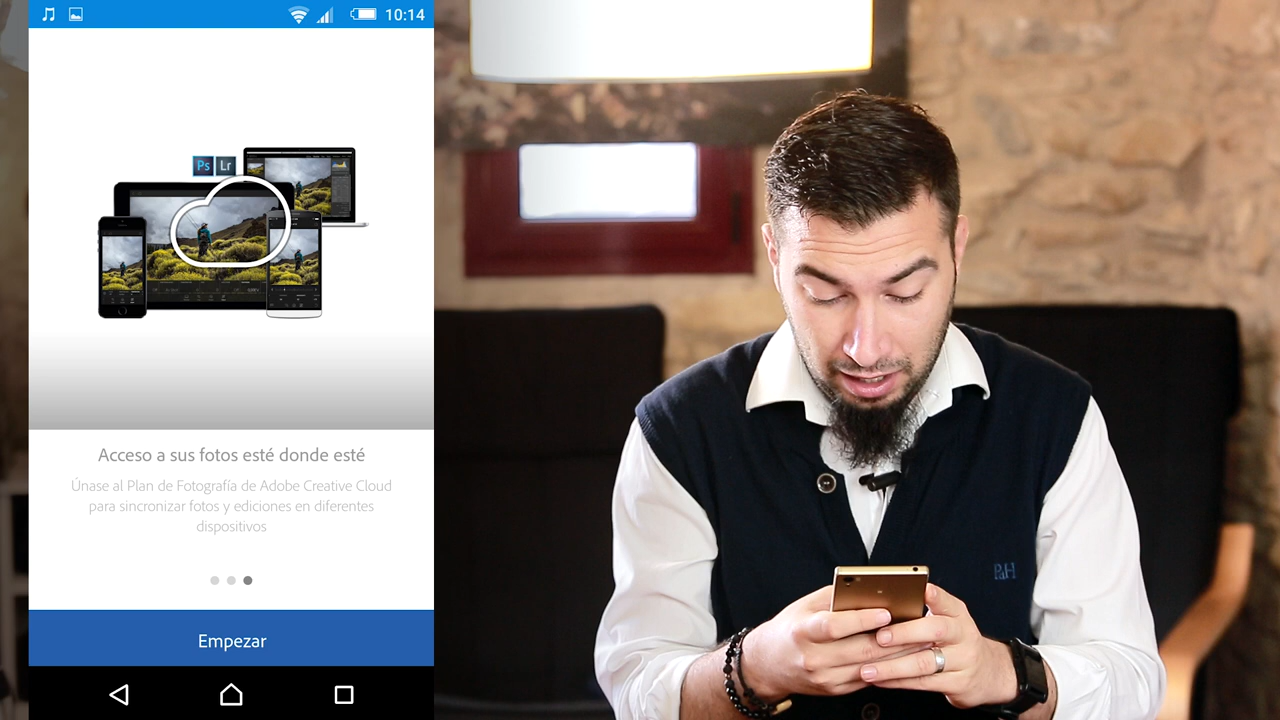 10:14
Ps Lr
Acceso a sus fotos esté donde esté
Únase al Plan de Fotografía de Adobe Creative Cloud
para sincronizar fotos y ediciones en diferentes
dispositivos
Empezar
PdH